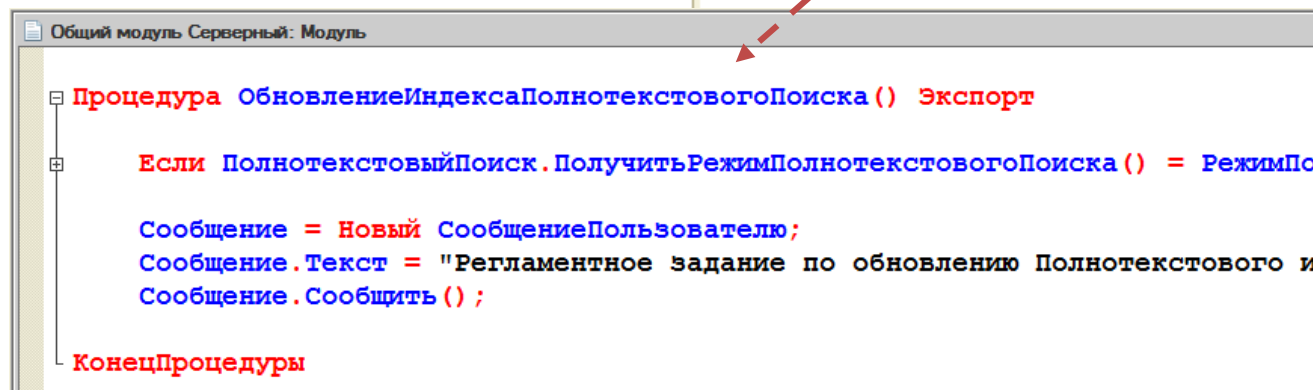 Общий модуль Серверный: Модуль
Процедура ОбновлениеИндексаПолнотекстовогоПоиска() Экспорт
Если ПолнотекстовыйПоиск.ПолучитьРежимПолнотекстовогоПоиска() = РежимПо
Сообщение = Новый СообщениеПользователю;
Сообщение.Текст = "Регламентное задание по обновлению Полнотекстового и
Сообщение.Сообщить();
КонецПроцедуры